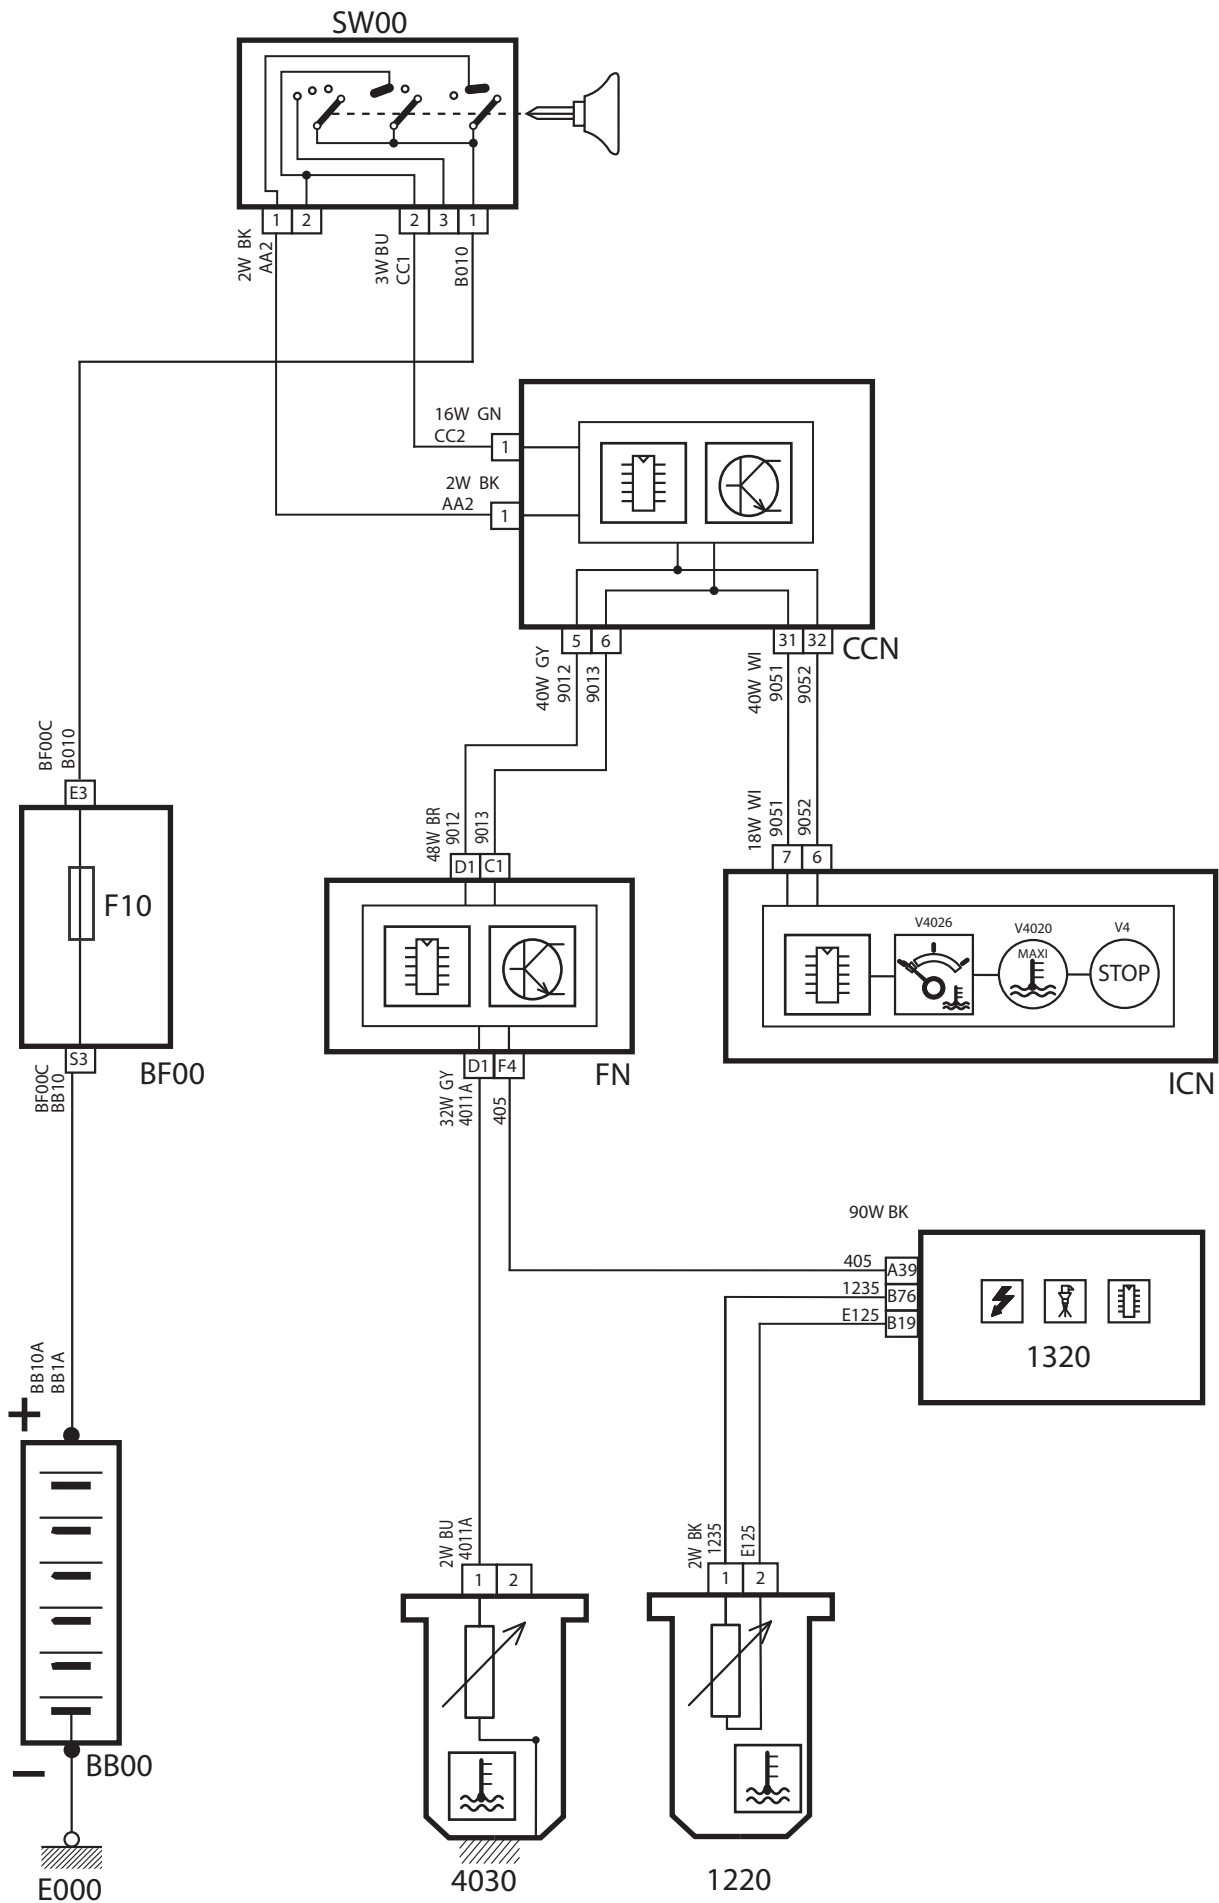 SW00
1 2
2 3 1
2W BK
AA2
3W BU
CC1
B010
16W GN
CC2
1
2W BK
AA2
1
5 6
31 32
CCN
40W GY
9012
9013
40W WI
9051
9052
BF00C
B010
E3
F10
S3
BF00
BF00C
BB10
48W BR
9012
9013
D1 C1
18W WI
9051
9052
7 6
V4026
V4020
V4
MAXI
STOP
ICN
D1 F4
FN
32W GY
4011A
405
90W BK
405
A39
1235
B76
E125
B19
1320
BB10A
BB1A
+
−
BB00
E000
2W BU
4011A
1 2
4030
2W BK
1235
E125
1 2
1220